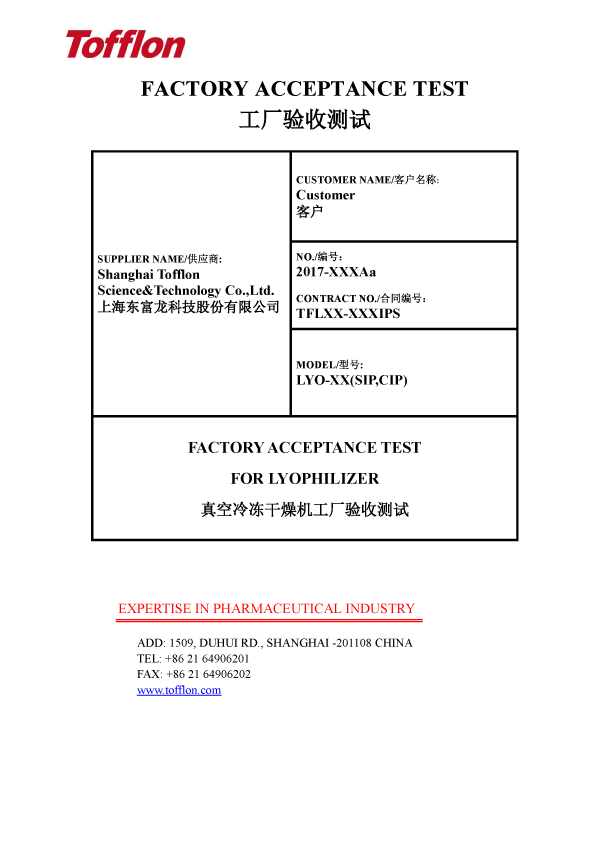 Tofflon
FACTORY ACCEPTANCE TEST
工厂验收测试
SUPPLIER NAME/供应商:
Shanghai Tofflon
Science&Technology Co.,Ltd.
上海东富龙科技股份有限公司
CUSTOMER NAME/客户名称:
Customer
客户
NO./编号:
2017-XXXAa
CONTRACT NO./合同编号:
TFLXX-XXXIPS
MODEL/型号:
LYO-XX(SIP,CIP)
FACTORY ACCEPTANCE TEST
FOR LYOPHILIZER
真空冷冻干燥机工厂验收测试
EXPERTISE IN PHARMACEUTICAL INDUSTRY
ADD: 1509, DUHUI RD., SHANGHAI -201108 CHINA
TEL: +86 21 64906201
FAX: +86 21 64906202
www.tofflon.com